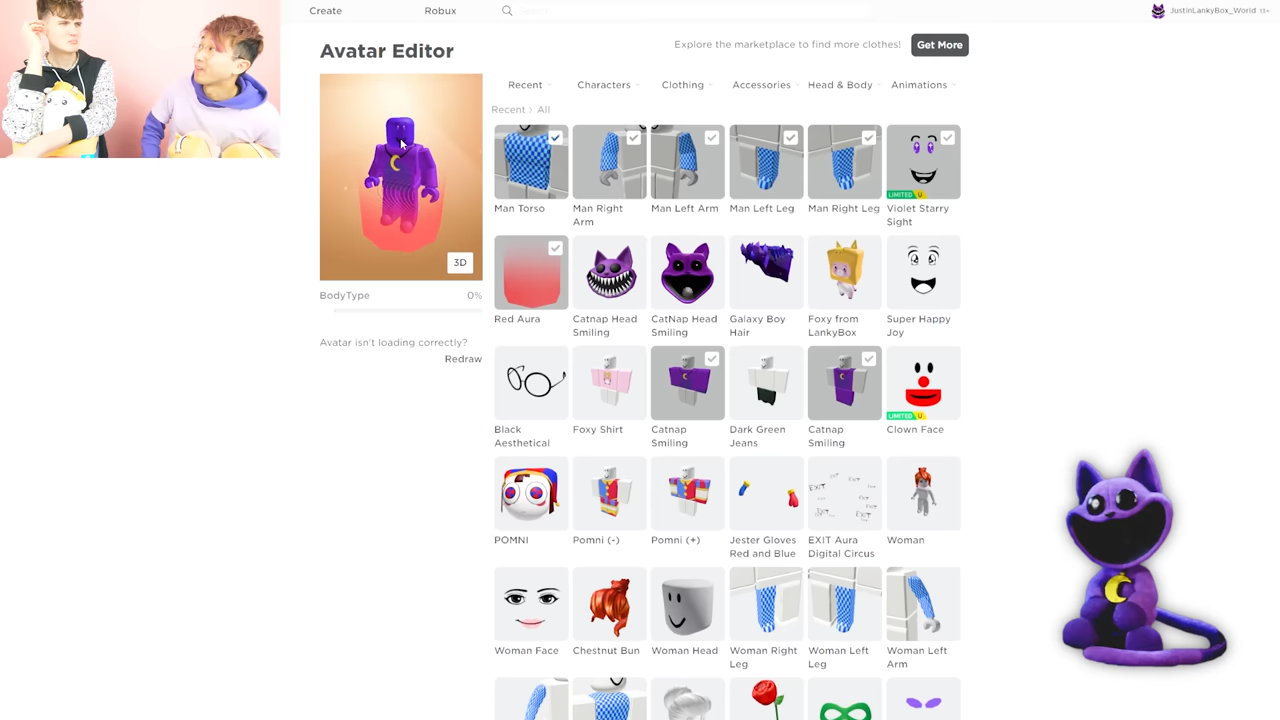 Create
Robux
Search
JustinLankyBox_World 13+
Avatar Editor
Explore the marketplace to find more clothes!
Get More
Recent
Characters
Clothing
Accessories
Head & Body
Animations
Recent > All
3D
BodyType
0%
Avatar isn't loading correctly?
Redraw
Man Torso
Man Right
Arm
Man Left Arm
Man Left Leg
Man Right Leg
LIMITED U
Violet Starry
Sight
Red Aura
Catnap Head
Smiling
CatNap Head
Smiling
Galaxy Boy
Hair
Foxy from
LankyBox
Super Happy
Joy
Black
Aesthetical
Foxy Shirt
Catnap
Smiling
Dark Green
Jeans
Catnap
Smiling
LIMITED U
Clown Face
POMNI
Pomni (-)
Pomni (+)
Jester Gloves
Red and Blue
EXIT
EXIT
EXIT Aura
Digital Circus
Woman
Woman Face
Chestnut Bun
Woman Head
Woman Right
Leg
Woman Left
Leg
Woman Left
Arm